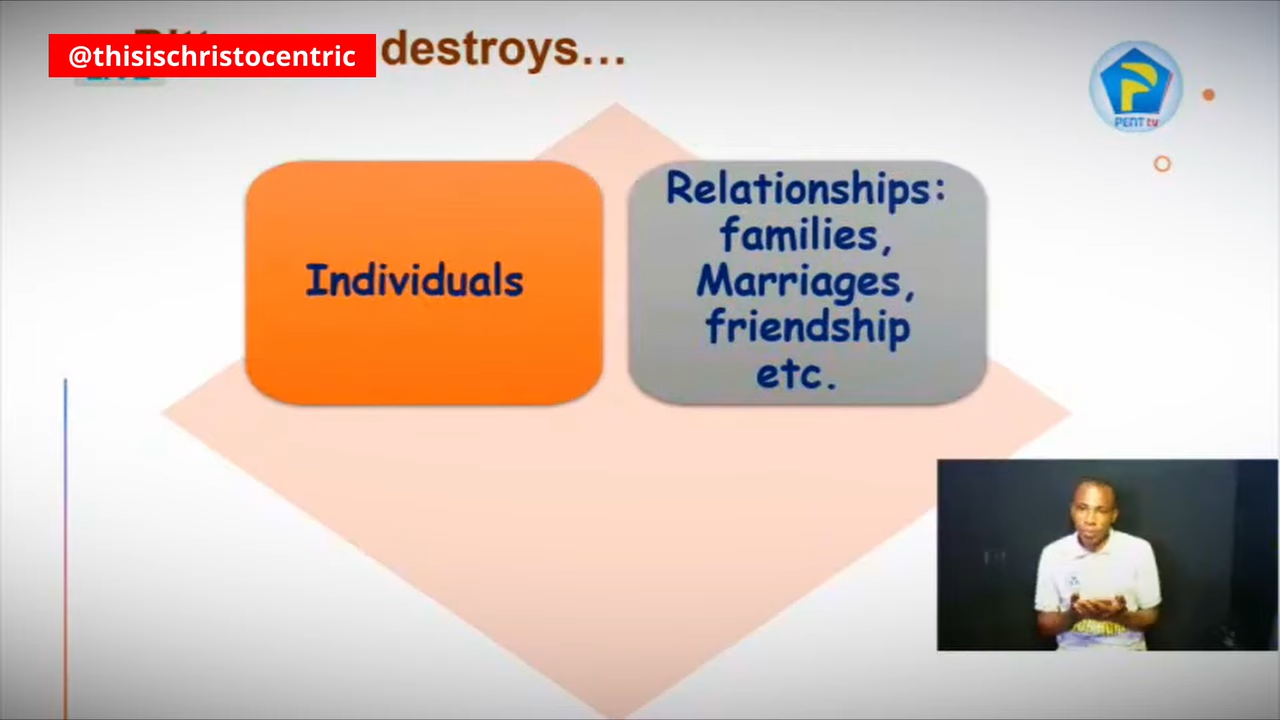 @thisischristocentric
destroys...
PENT tv
Individuals
Relationships:
families,
Marriages,
friendship
etc.